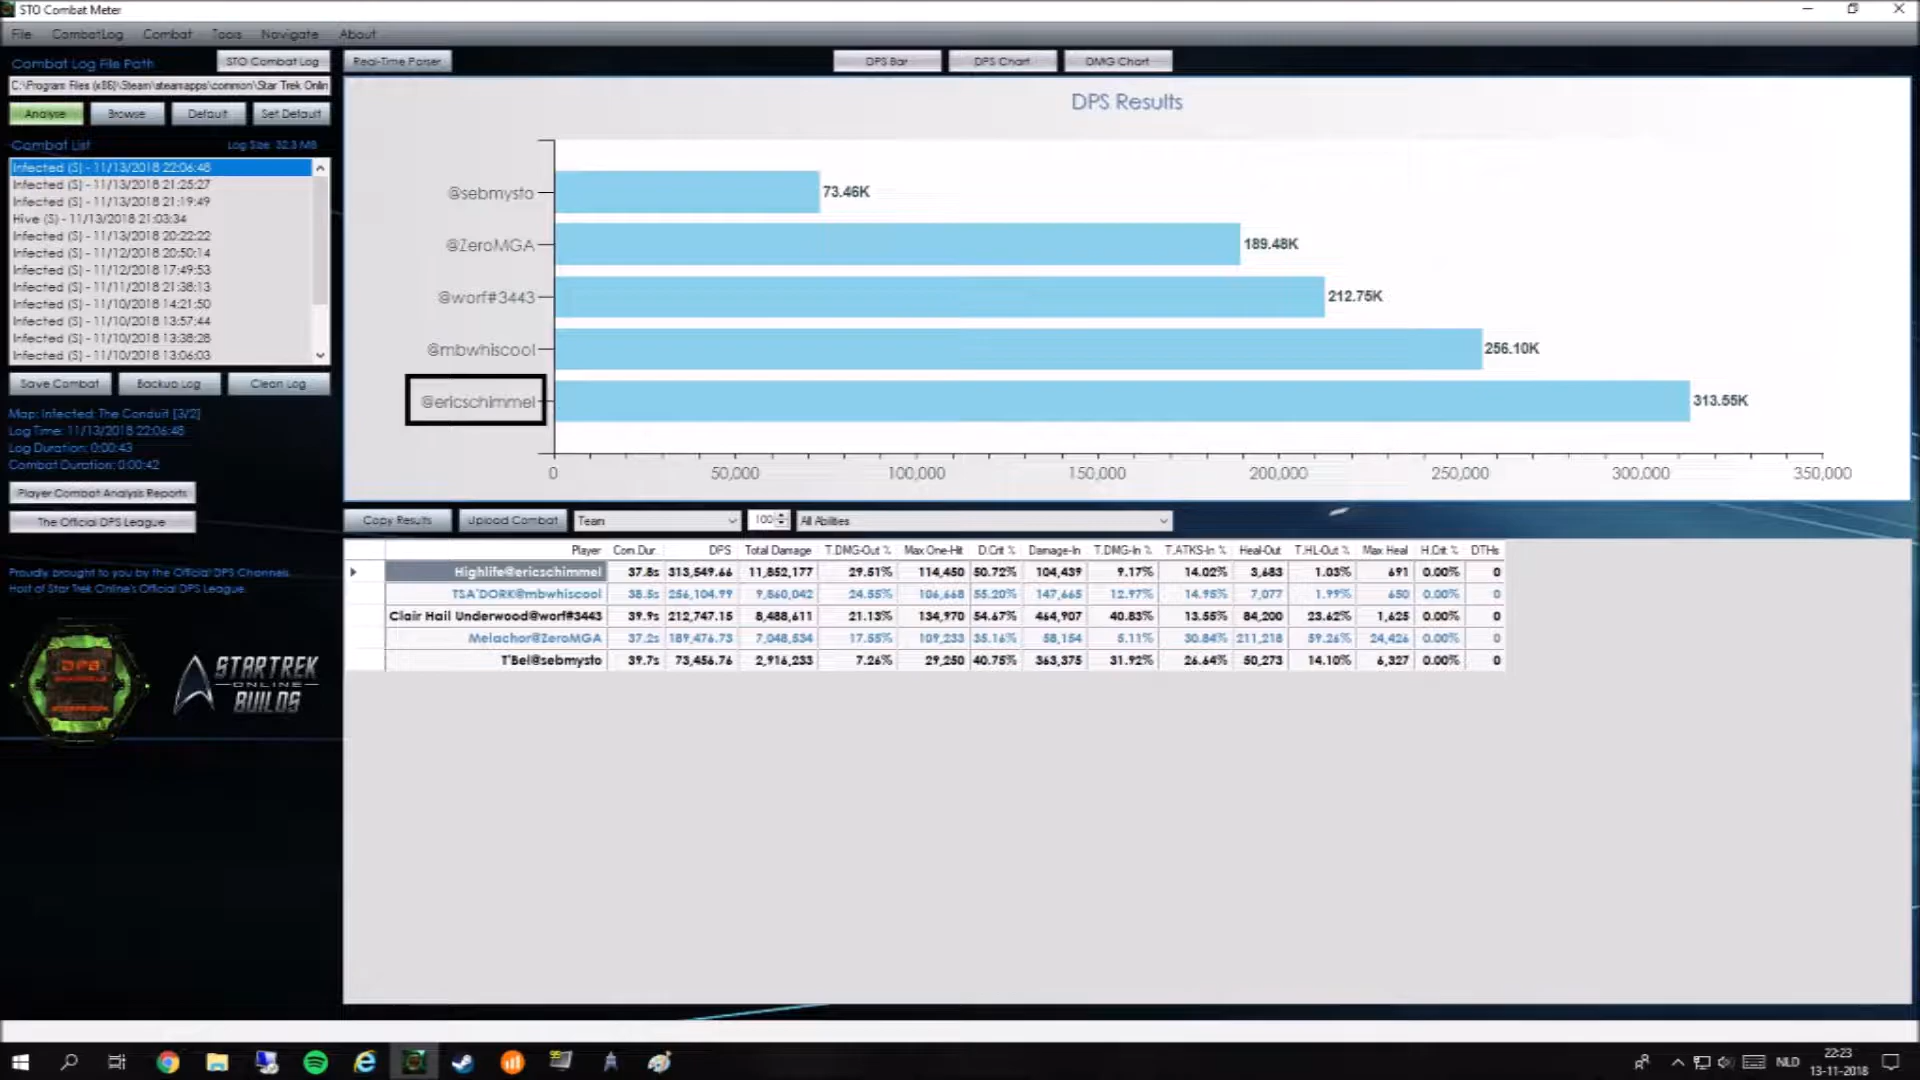 STO Combat Meter
File CombatLog Combat Tools Navigate About
Combat Log File Path STO Combat Log Real-Time Parser DPS Bar DPS Chart DMG Chart
C:\Program Files (x86)\Steam\steamapps\common\Star Trek Onlin
Analyse Browse Default Set Default
Combat List Log Size: 32.3 MB
Infected (S) - 11/13/2018 22:06:48
Infected (S) - 11/13/2018 21:25:27
Infected (S) - 11/13/2018 21:19:49
Hive (S) - 11/13/2018 21:03:34
Infected (S) - 11/13/2018 20:22:22
Infected (S) - 11/12/2018 20:50:14
Infected (S) - 11/12/2018 17:49:53
Infected (S) - 11/11/2018 21:38:13
Infected (S) - 11/10/2018 14:21:50
Infected (S) - 11/10/2018 13:57:44
Infected (S) - 11/10/2018 13:38:28
Infected (S) - 11/10/2018 13:06:03
Save Combat Backup Log Clean Log
Map: Infected: The Conduit [3/2]
Log Time: 11/13/2018 22:06:48
Log Duration: 0:00:43
Combat Duration: 0:00:42
Player Combat Analysis Reports
The Official DPS League
Proudly brought to you by the Official DPS Channels.
Host of Star Trek Online's Official DPS League.
DPS
STAR TREK
ONLINE
BUILDS
DPS Results
@sebmysto 73.46K
@ZeroMGA 189.48K
@worf#3443 212.75K
@mbwhiscool 256.10K
@ericschimmel 313.55K
0 50,000 100,000 150,000 200,000 250,000 300,000 350,000
Copy Results Upload Combat Team 100 All Abilities
Player Com.Dur. DPS Total Damage T.DMG-Out % Max One-Hit D.Crit % Damage-In T.DMG-In % T.ATKS-In % Heal-Out T.HL-Out % Max Heal H.Crit % DTHs
Highlife@ericschimmel 37.8s 313,549.66 11,852,177 29.51% 114,450 50.72% 104,439 9.17% 14.02% 3,683 1.03% 691 0.00% 0
TSA'DORK@mbwhiscool 38.5s 256,104.99 9,860,042 24.55% 106,668 55.20% 147,665 12.97% 14.95% 7,077 1.99% 650 0.00% 0
Clair Hail Underwood@worf#3443 39.9s 212,747.15 8,488,611 21.13% 134,970 54.67% 464,907 40.83% 13.55% 84,200 23.62% 1,625 0.00% 0
Melachor@ZeroMGA 37.2s 189,476.73 7,048,534 17.55% 109,233 35.16% 58,154 5.11% 30.84% 211,218 59.26% 24,426 0.00% 0
T'Bel@sebmysto 39.7s 73,456.76 2,916,233 7.26% 29,250 40.75% 363,375 31.92% 26.64% 50,273 14.10% 6,327 0.00% 0
NLD
22:23
13-11-2018